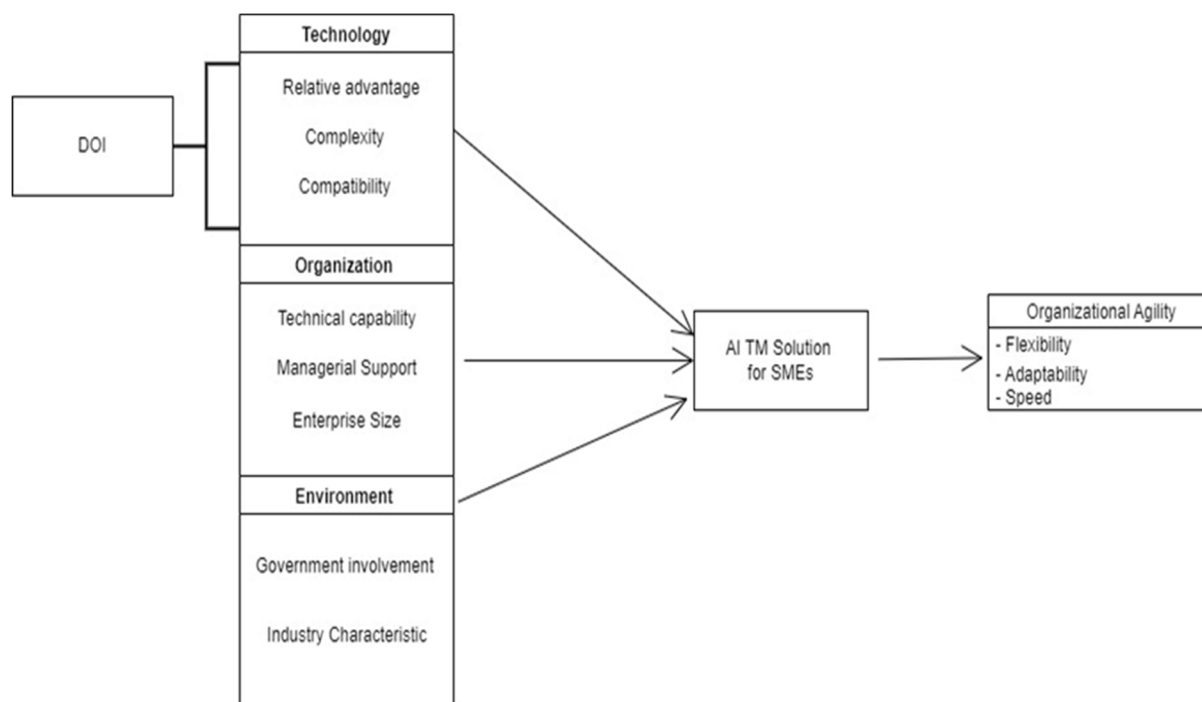 DOI
Technology
Relative advantage
Complexity
Compatibility
Organization
Technical capability
Managerial Support
Enterprise Size
Environment
Government involvement
Industry Characteristic
AI TM Solution
for SMEs
Organizational Agility
- Flexibility
- Adaptability
- Speed